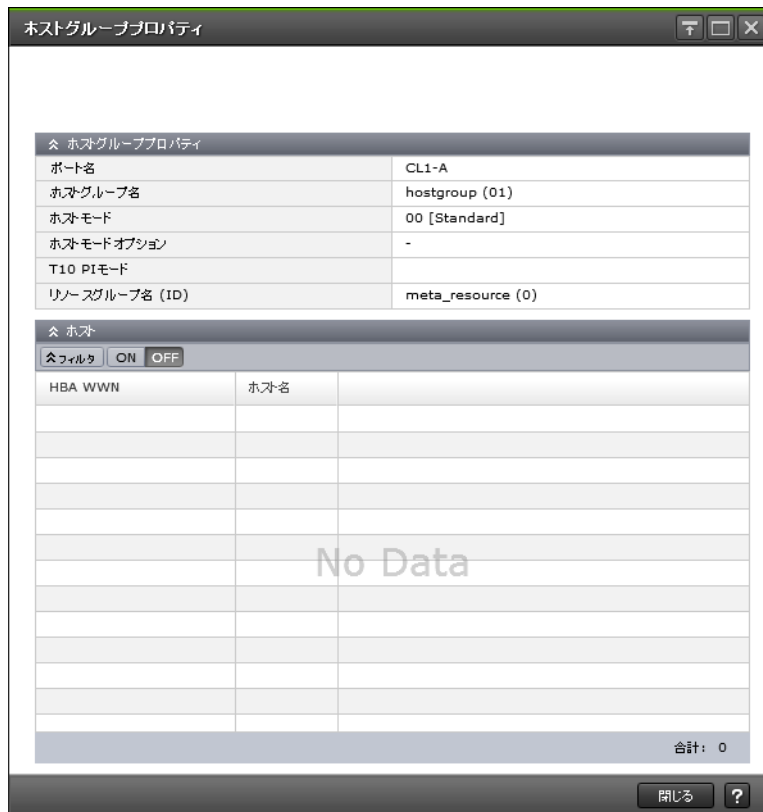 ホストグループプロパティ
ホストグループプロパティ
ポート名 CL1-A
ホストグループ名 hostgroup (01)
ホストモード 00 [Standard]
ホストモードオプション -
T10 PIモード
リソースグループ名 (ID) meta_resource (0)
ホスト
フィルタ ON OFF
HBA WWN ホスト名
No Data
合計: 0
閉じる ?